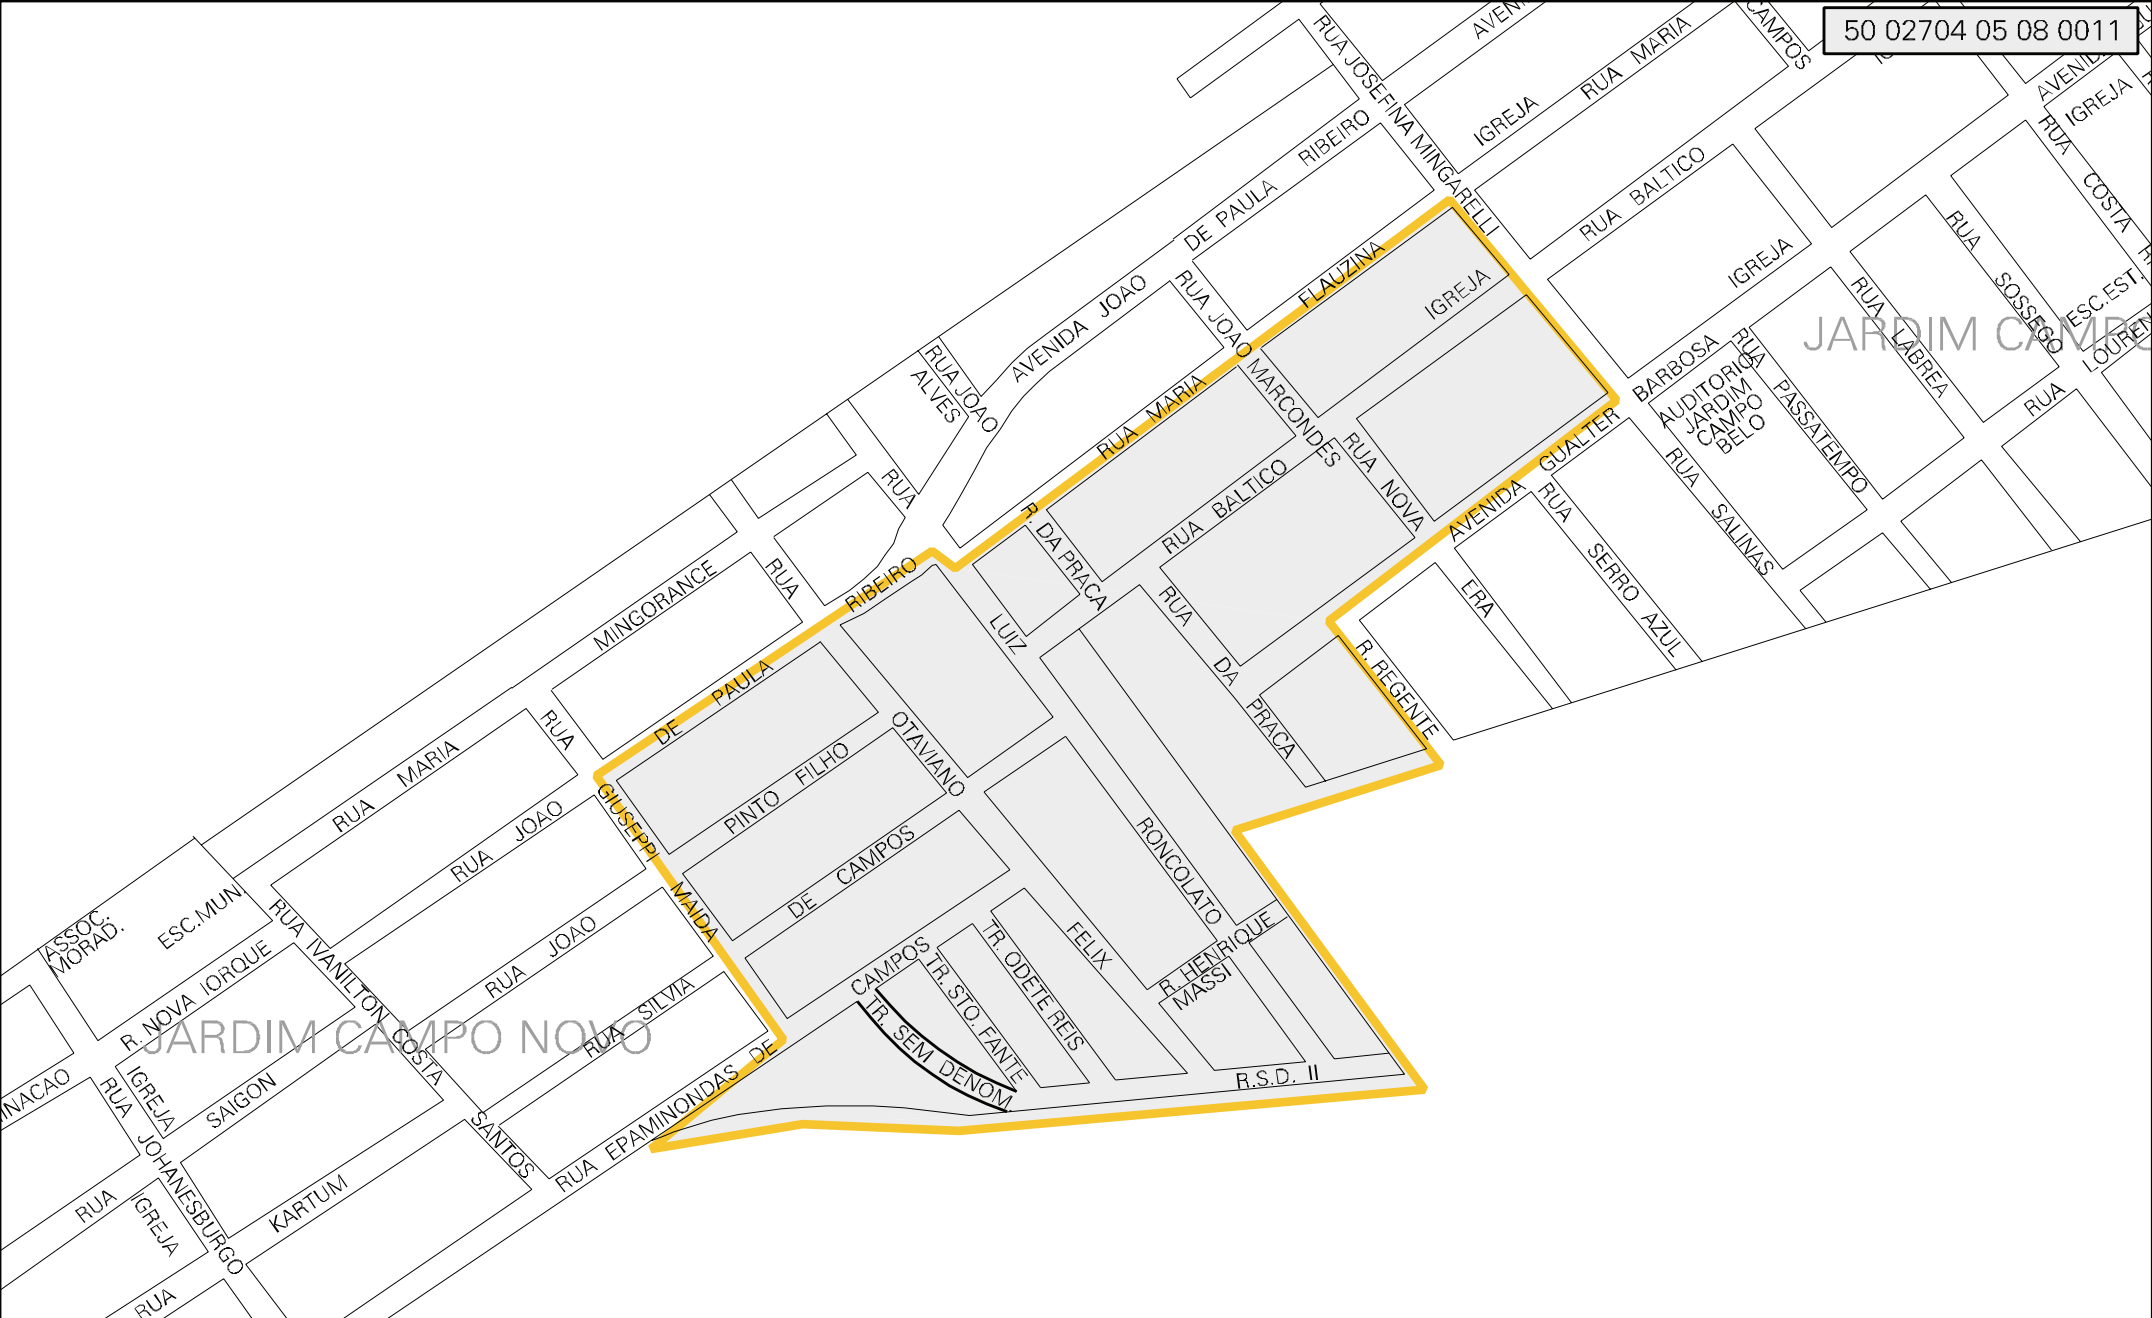 50 02704 05 08 0011
RUA JOSEFINA MINGARELLI
RUA MARIA
CAMPOS
IGREJA
AVENIDA
IGREJA
RUA COSTA
DE PAULA RIBEIRO
RUA BALTICO
IGREJA
RUA SOSSEGO
ESC.EST.
JARDIM CAMPO
RUA LABREA
RUA
BARBOSA
AUDITORIO
JARDIM
CAMPO
BELO
RUA PASSATEMPO
RUA SALINAS
AVENIDA GUALTER
RUA SERRO AZUL
ERA
R. REGENTE
AVENIDA JOAO
RUA JOAO
MARCONDES
FLAUZINA
IGREJA
RUA MARIA
RUA JOAO
ALVES
RUA
RUA NOVA
RUA BALTICO
R. DA PRACA
RUA DA PRACA
LUIZ
RUA
MINGORANCE
RIBEIRO
DE PAULA
RUA
RUA MARIA
GIUSEPPI MAIDA
PINTO FILHO
OTAVIANO
RUA JOAO
DE CAMPOS
RONCOLATO
RUA JOAO
RUA SILVIA
FELIX
R. HENRIQUE
MASSI
TR. ODETE REIS
TR. STO. FANTE
TR. SEM DENOM.
CAMPOS
R.S.D. II
RUA EPAMINONDAS DE
ASSOC.
MORAD.
ESC.MUN.
RUA IVANILTON COSTA SANTOS
R. NOVA IORQUE
JARDIM CAMPO NOVO
SAIGON
IGREJA
RUA JOHANESBURGO
KARTUM
RUA
IGREJA
RUA